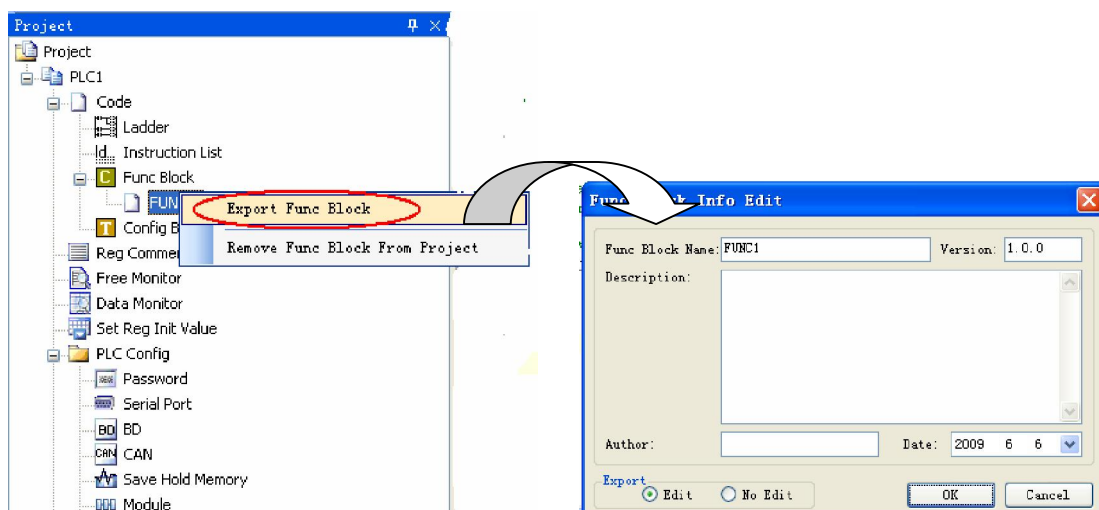 Project
Project
PLC1
Code
Ladder
Instruction List
Func Block
FUN
Export Func Block
Remove Func Block From Project
Config B
Reg Comme
Free Monitor
Data Monitor
Set Reg Init Value
PLC Config
Password
Serial Port
BD BD
CAN CAN
Save Hold Memory
Module
Func k Info Edit
Func Block Name: FUNC1 Version: 1.0.0
Description:
Author: Date: 2009 6 6
Export
Edit No Edit OK Cancel